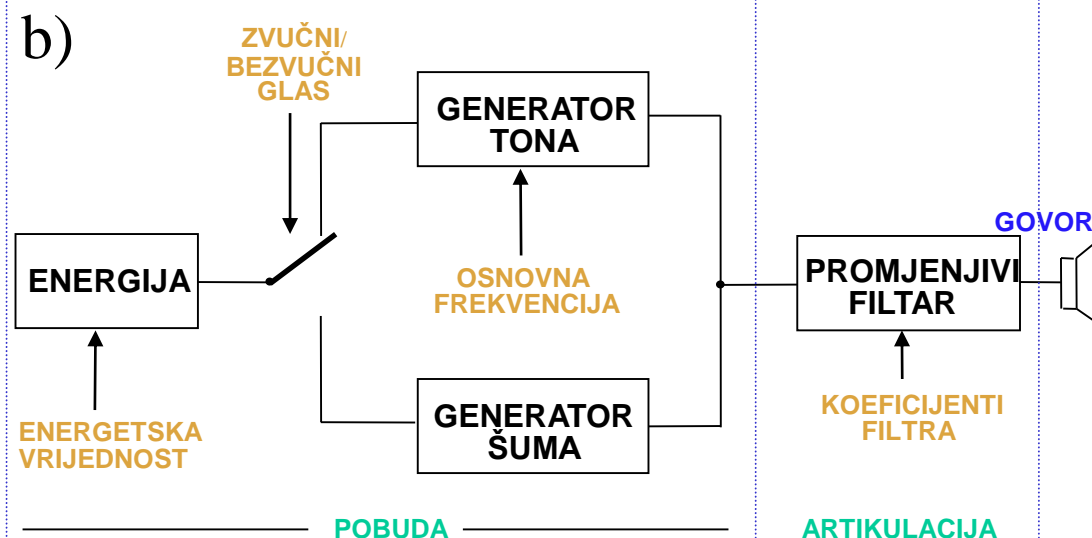 b)
ZVUČNI/
BEZVUČNI
GLAS
GENERATOR
TONA
GOVOR
ENERGIJA
OSNOVNA
FREKVENCIJA
PROMJENJIVI
FILTAR
ENERGETSKA
VRIJEDNOST
GENERATOR
ŠUMA
KOEFICIJENTI
FILTRA
POBUDA
ARTIKULACIJA